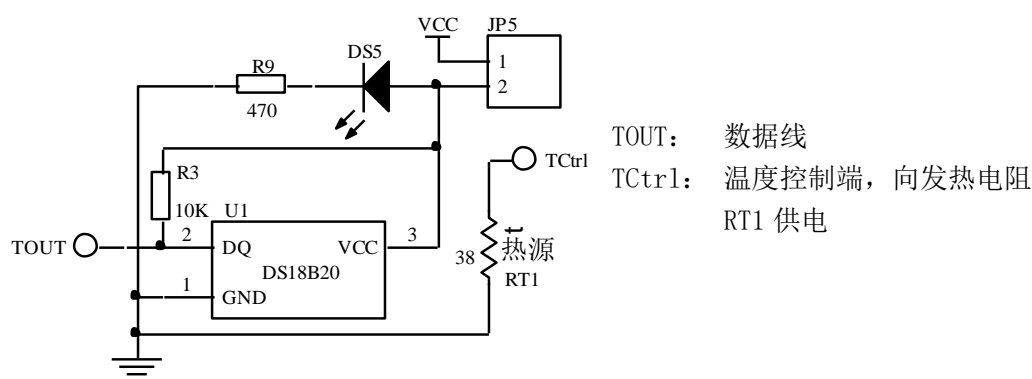 VCC
JP5
DS5
R9
1
2
470
TOUT： 数据线
TCtrl： 温度控制端，向发热电阻
RT1 供电
TCtrl
R3
10K
U1
TOUT
2
DQ
VCC
3
DS18B20
1
GND
38
t
热源
RT1